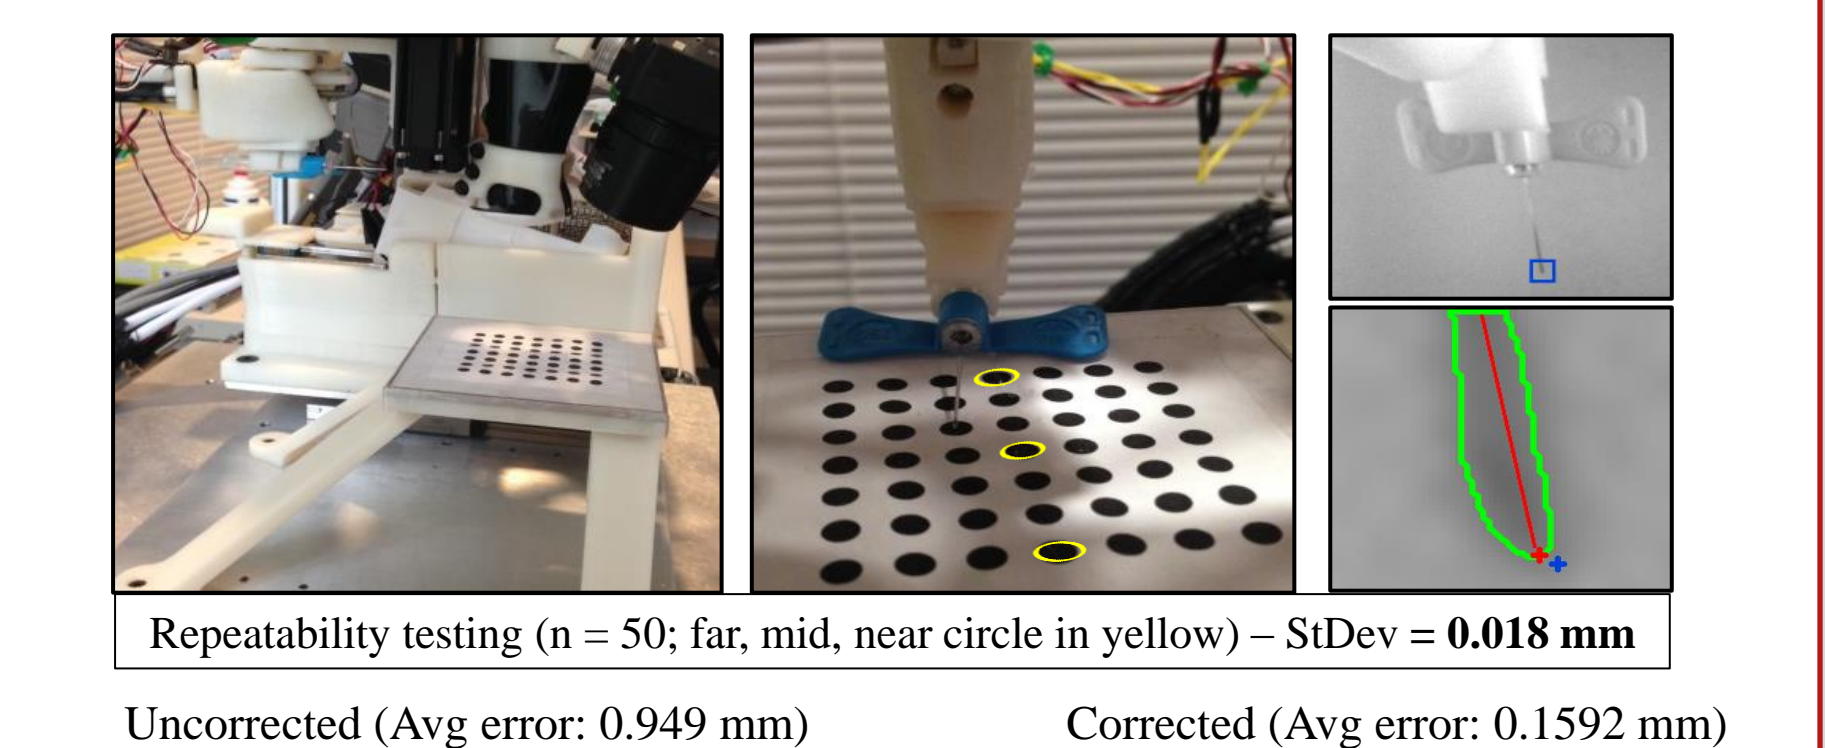 Repeatability testing (n = 50; far, mid, near circle in yellow) – StDev = 0.018 mm
Uncorrected (Avg error: 0.949 mm)
Corrected (Avg error: 0.1592 mm)